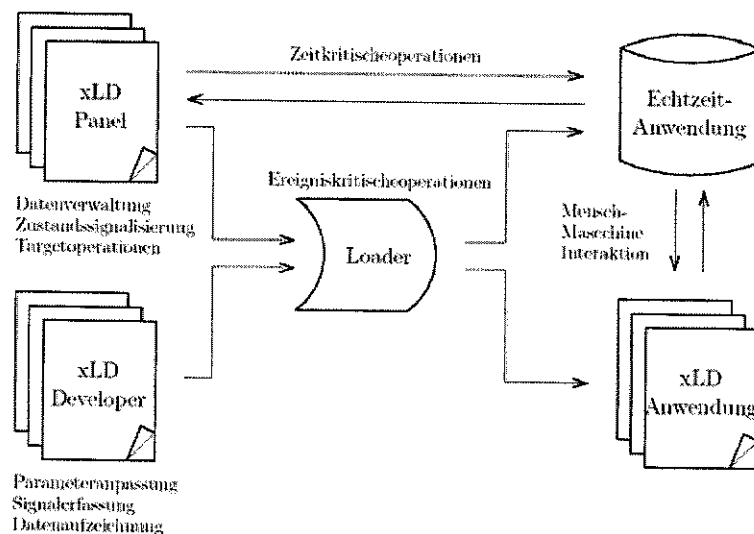 Zeitkritischeoperationen
xLD
Panel
Echtzeit-
Anwendung
Datenverwaltung
Zustandssignalisierung
Targetoperationen
Ereigniskritischeoperationen
Loader
Mensch-
Maschine
Interaktion
xLD
Developer
xLD
Anwendung
Parameteranpassung
Signalerfassung
Datenaufzeichnung